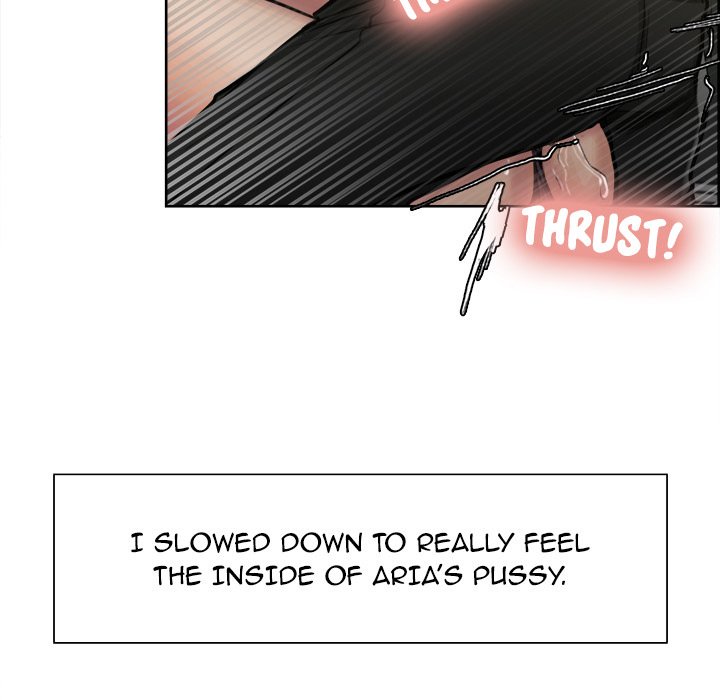 THRUST!
I SLOWED DOWN TO REALLY FEEL
THE INSIDE OF ARIA'S PUSSY.